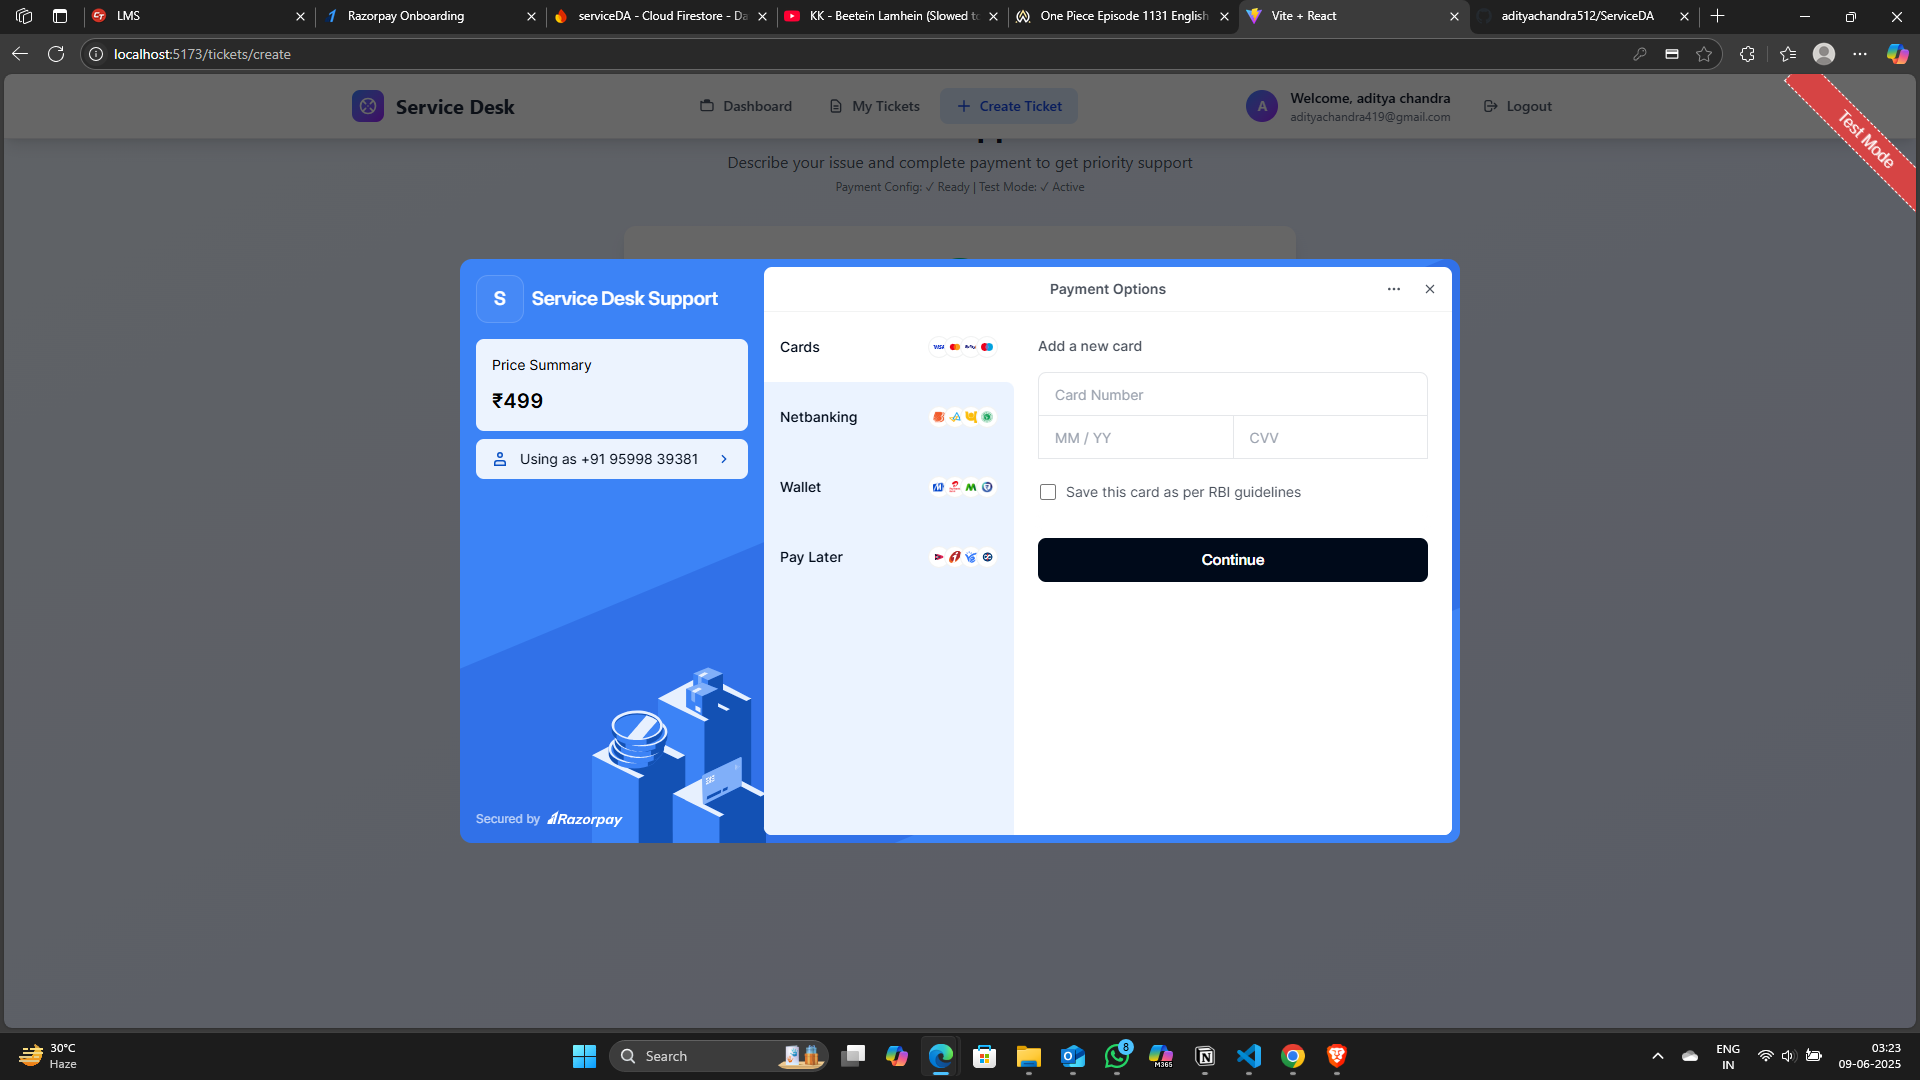 LMS
Razorpay Onboarding
serviceDA - Cloud Firestore - Da
KK - Beetein Lamhein (Slowed to
One Piece Episode 1131 English
Vite + React
adityachandra512/ServiceDA
localhost:5173/tickets/create
Service Desk
Dashboard
My Tickets
Create Ticket
A
Welcome, aditya chandra
adityachandra419@gmail.com
Logout
Test Mode
Describe your issue and complete payment to get priority support
Payment Config: ✓ Ready | Test Mode: ✓ Active
S
Service Desk Support
Price Summary
₹499
Using as +91 95998 39381
Secured by Razorpay
Payment Options
Cards
VISA
Netbanking
Wallet
Pay Later
Add a new card
Card Number
MM / YY
CVV
Save this card as per RBI guidelines
Continue
30°C
Haze
Search
8
M365
ENG
IN
03:23
09-06-2025